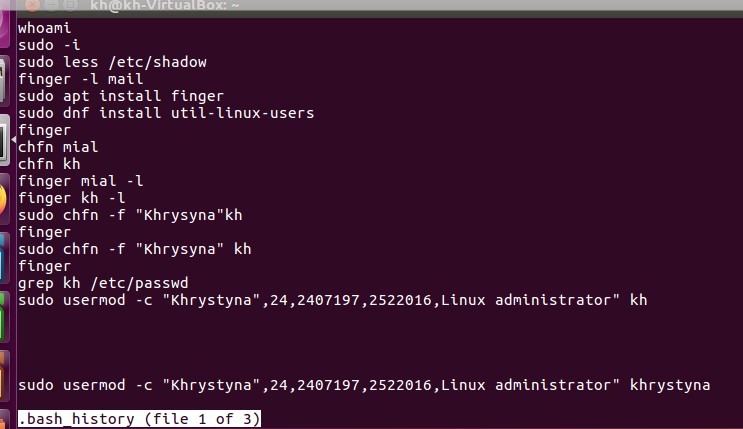 kh@kh-VirtualBox: ~
whoami
sudo -i
sudo less /etc/shadow
finger -l mail
sudo apt install finger
sudo dnf install util-linux-users
finger
chfn mial
chfn kh
finger mial -l
finger kh -l
sudo chfn -f "Khrysyna"kh
finger
sudo chfn -f "Khrysyna" kh
finger
grep kh /etc/passwd
sudo usermod -c "Khrystyna",24,2407197,2522016,Linux administrator" kh
sudo usermod -c "Khrystyna",24,2407197,2522016,Linux administrator" khrystyna
.bash_history (file 1 of 3)